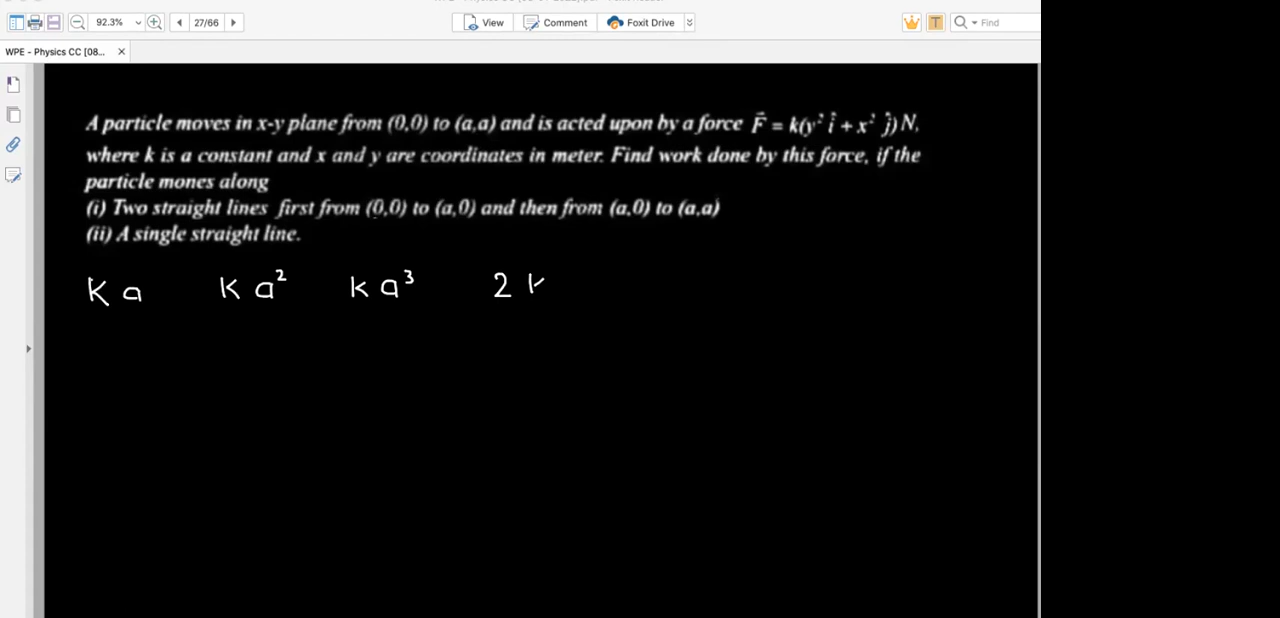 92.3% 27/66 View Comment Foxit Drive T Find
WPE - Physics CC [08... ×
A particle moves in x-y plane from (0,0) to (a,a) and is acted upon by a force F⃗ = k(y² î + x² ĵ) N,
where k is a constant and x and y are coordinates in meter. Find work done by this force, if the
particle mones along
(i) Two straight lines first from (0,0) to (a,0) and then from (a,0) to (a,a)
(ii) A single straight line.
K a K a² K a³ 2